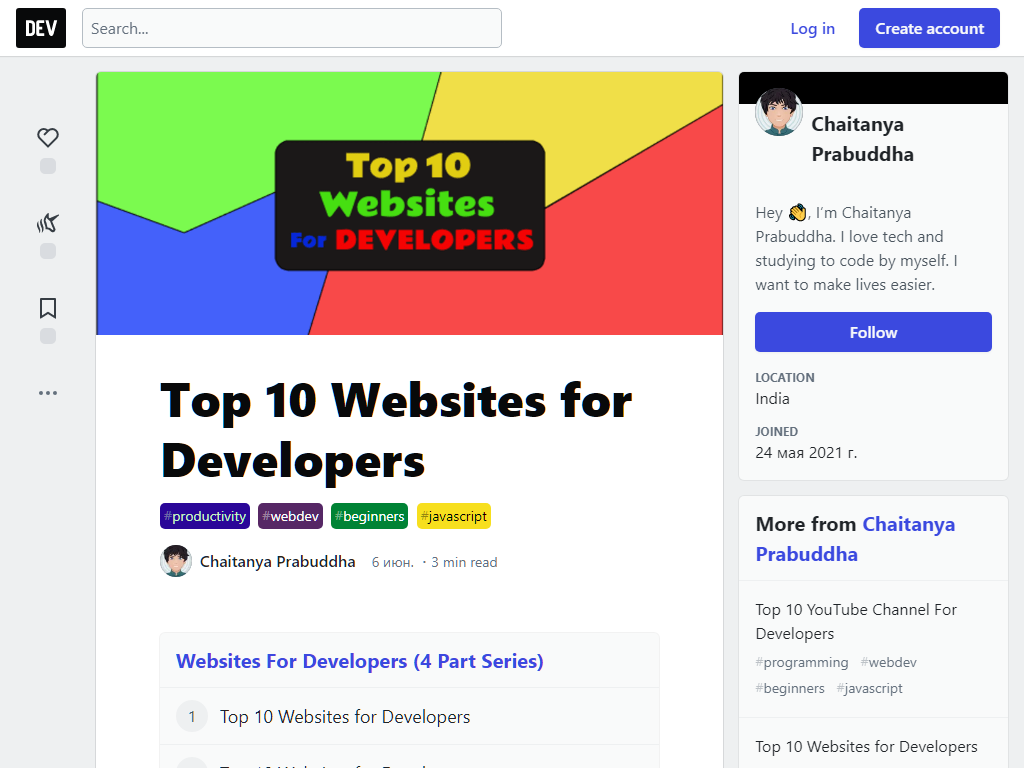 DEV
Search...
Log in
Create account
Top 10
Websites
For DEVELOPERS
Top 10 Websites for
Developers
#productivity #webdev #beginners #javascript
Chaitanya Prabuddha 6 июн. ・3 min read
Websites For Developers (4 Part Series)
1 Top 10 Websites for Developers
Chaitanya
Prabuddha
Hey 👋, I'm Chaitanya
Prabuddha. I love tech and
studying to code by myself. I
want to make lives easier.
Follow
LOCATION
India
JOINED
24 мая 2021 г.
More from Chaitanya
Prabuddha
Top 10 YouTube Channel For
Developers
#programming #webdev
#beginners #javascript
Top 10 Websites for Developers